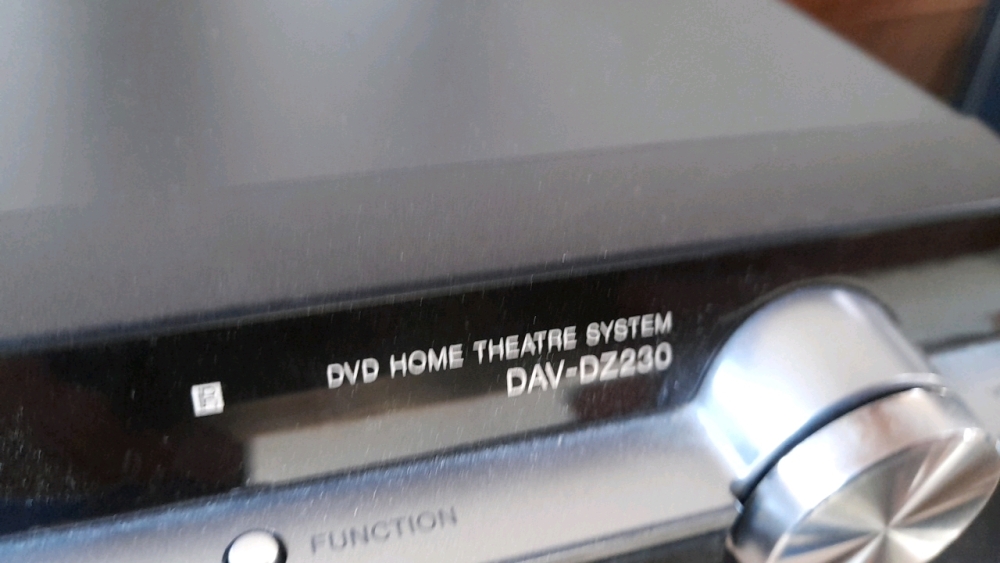 DVD HOME THEATRE SYSTEM
DAV-DZ230
FUNCTION